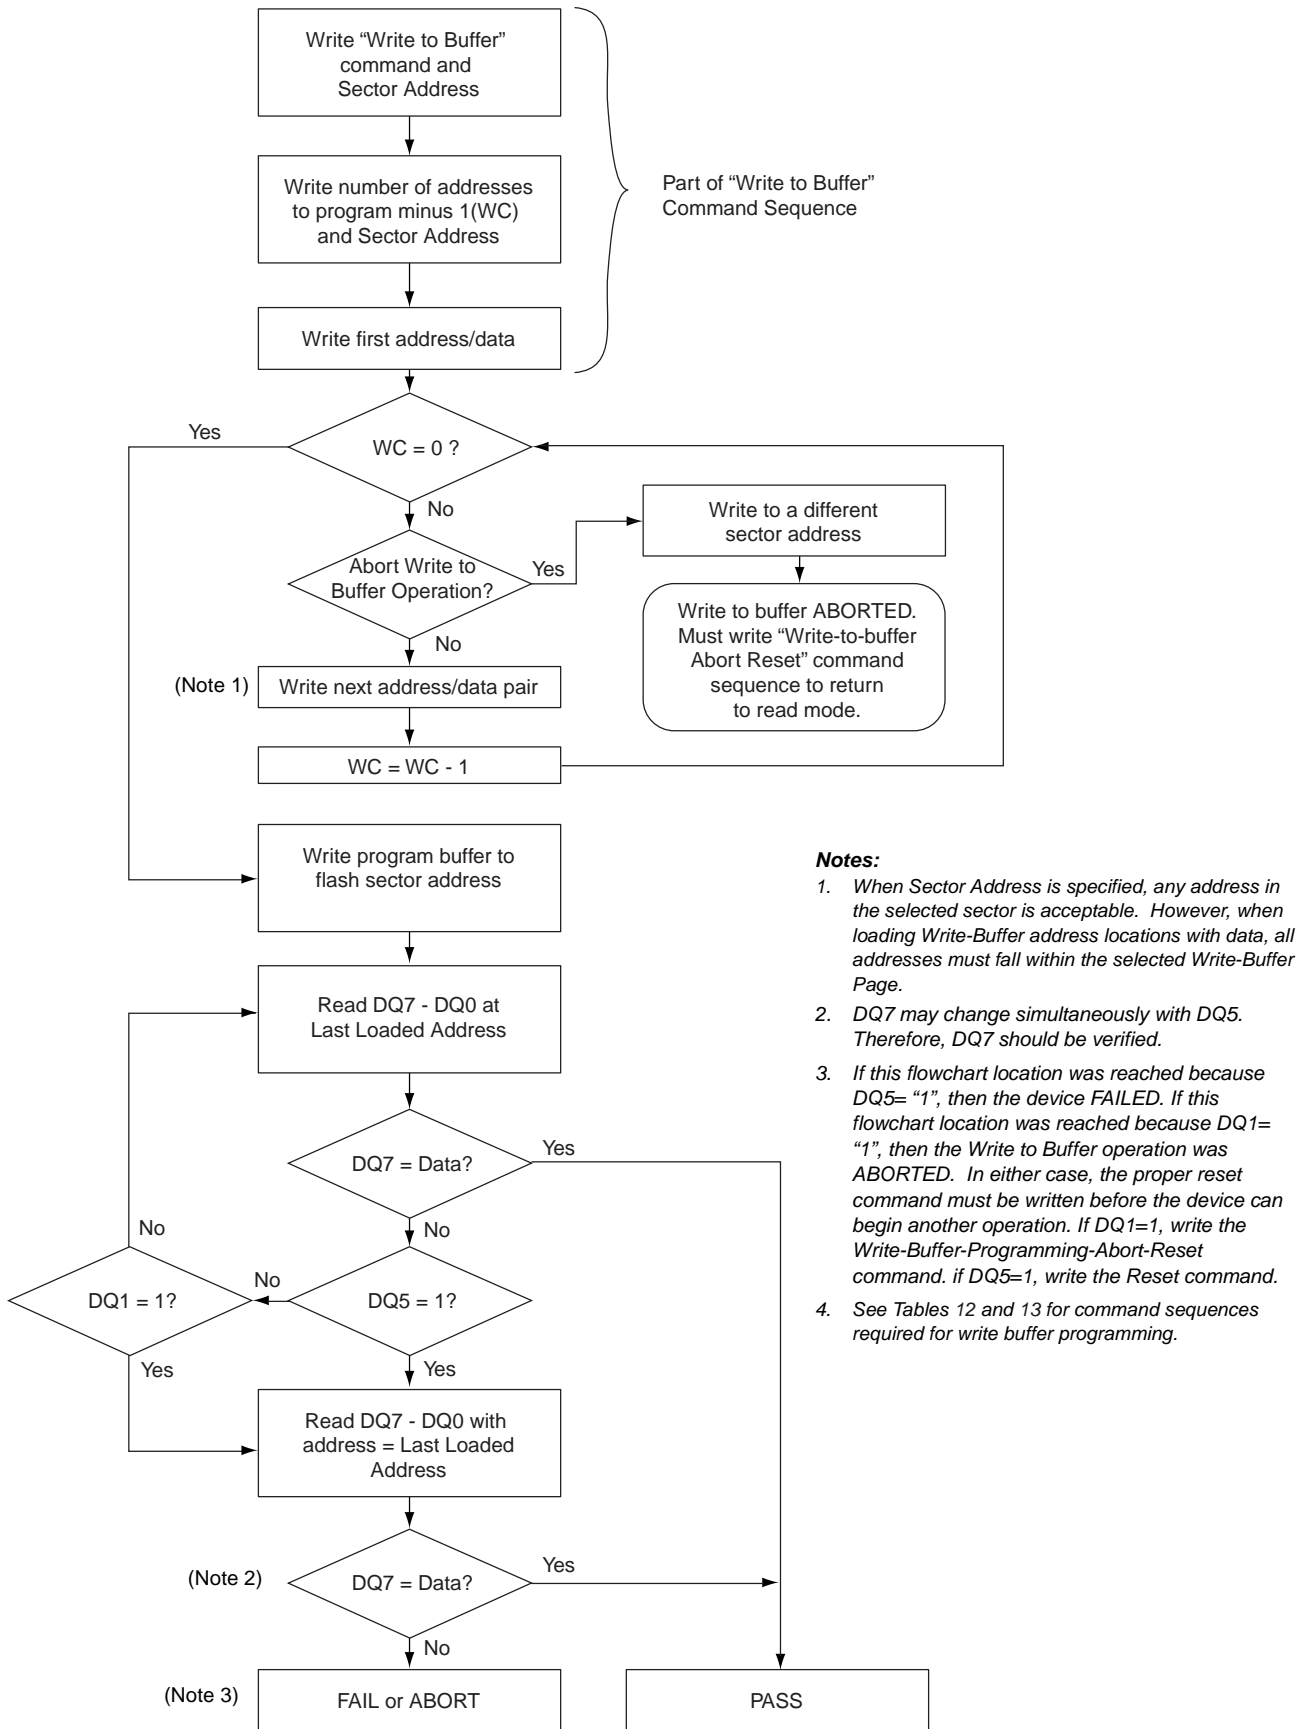 Write “Write to Buffer”
command and
Sector Address
Write number of addresses
to program minus 1(WC)
and Sector Address
Part of “Write to Buffer”
Command Sequence
Write first address/data
Yes
WC = 0 ?
No
Write to a different
sector address
Abort Write to
Buffer Operation?
Yes
Write to buffer ABORTED.
Must write “Write-to-buffer
Abort Reset” command
sequence to return
to read mode.
No
(Note 1)
Write next address/data pair
WC = WC - 1
Write program buffer to
flash sector address
Read DQ7 - DQ0 at
Last Loaded Address
DQ7 = Data?
Yes
No
No
DQ1 = 1?
No
DQ5 = 1?
Yes
Yes
Read DQ7 - DQ0 with
address = Last Loaded
Address
(Note 2)
DQ7 = Data?
Yes
No
(Note 3)
FAIL or ABORT
PASS
Notes:
1. When Sector Address is specified, any address in
the selected sector is acceptable. However, when
loading Write-Buffer address locations with data, all
addresses must fall within the selected Write-Buffer
Page.
2. DQ7 may change simultaneously with DQ5.
Therefore, DQ7 should be verified.
3. If this flowchart location was reached because
DQ5= “1”, then the device FAILED. If this
flowchart location was reached because DQ1=
“1”, then the Write to Buffer operation was
ABORTED. In either case, the proper reset
command must be written before the device can
begin another operation. If DQ1=1, write the
Write-Buffer-Programming-Abort-Reset
command. if DQ5=1, write the Reset command.
4. See Tables 12 and 13 for command sequences
required for write buffer programming.